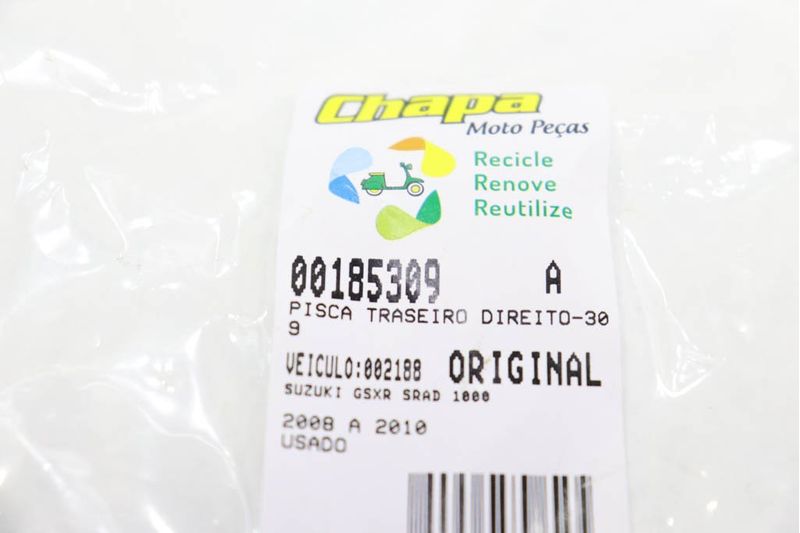 Chapa
Moto Peças
Recicle
Renove
Reutilize
00185309 A
PISCA TRASEIRO DIREITO-30
9
VEICULO:002188 ORIGINAL
SUZUKI GSXR SRAD 1000
2008 A 2010
USADO